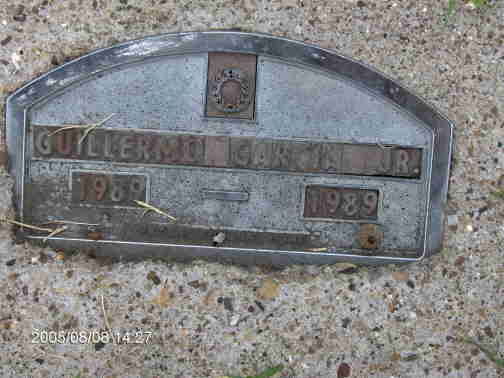 GUILLERMO GARCIA JR.
1989 — 1989
2005/08/08 14:27